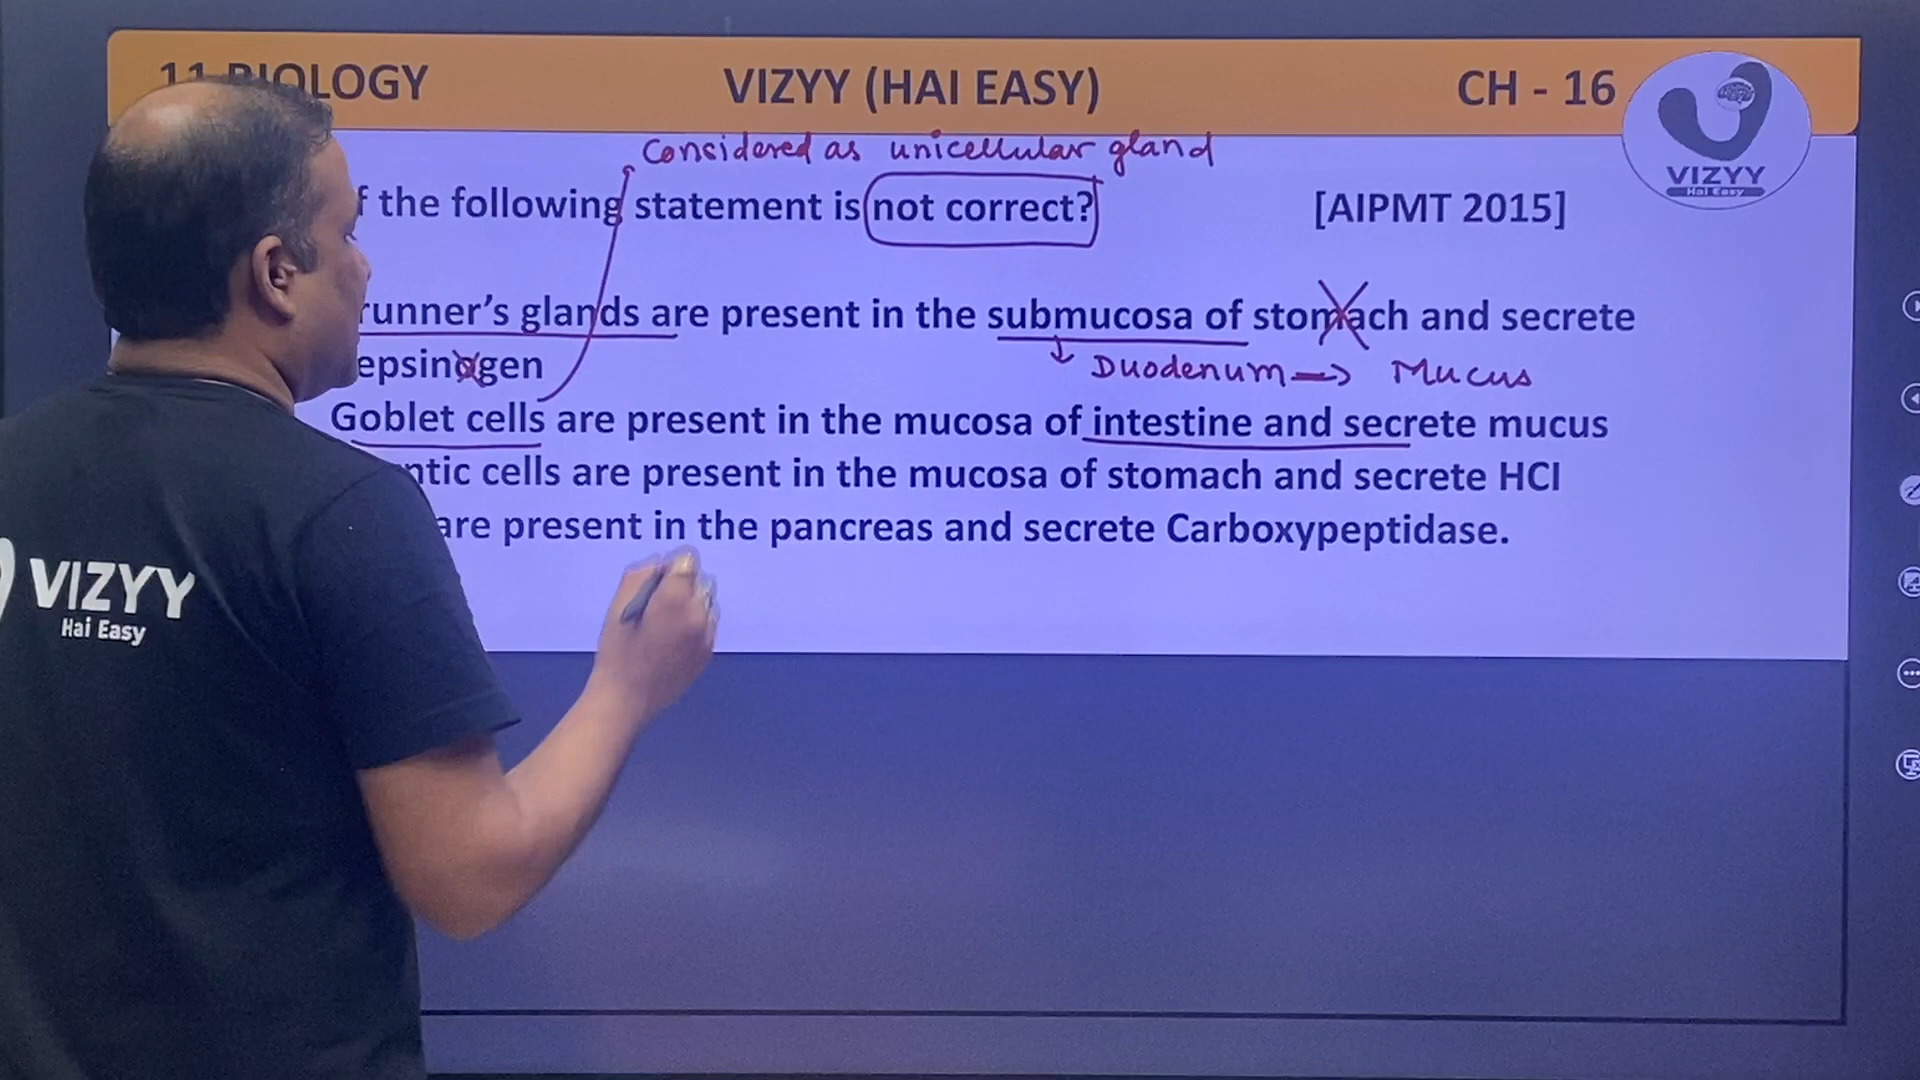 11 BIOLOGY VIZYY (HAI EASY) CH - 16
VIZYY
Hai Easy
Considered as unicellular gland
f the following statement is not correct? [AIPMT 2015]
runner's glands are present in the submucosa of stomach and secrete
epsinogen
Duodenum → Mucus
Goblet cells are present in the mucosa of intestine and secrete mucus
ntic cells are present in the mucosa of stomach and secrete HCI
are present in the pancreas and secrete Carboxypeptidase.
VIZYY
Hai Easy